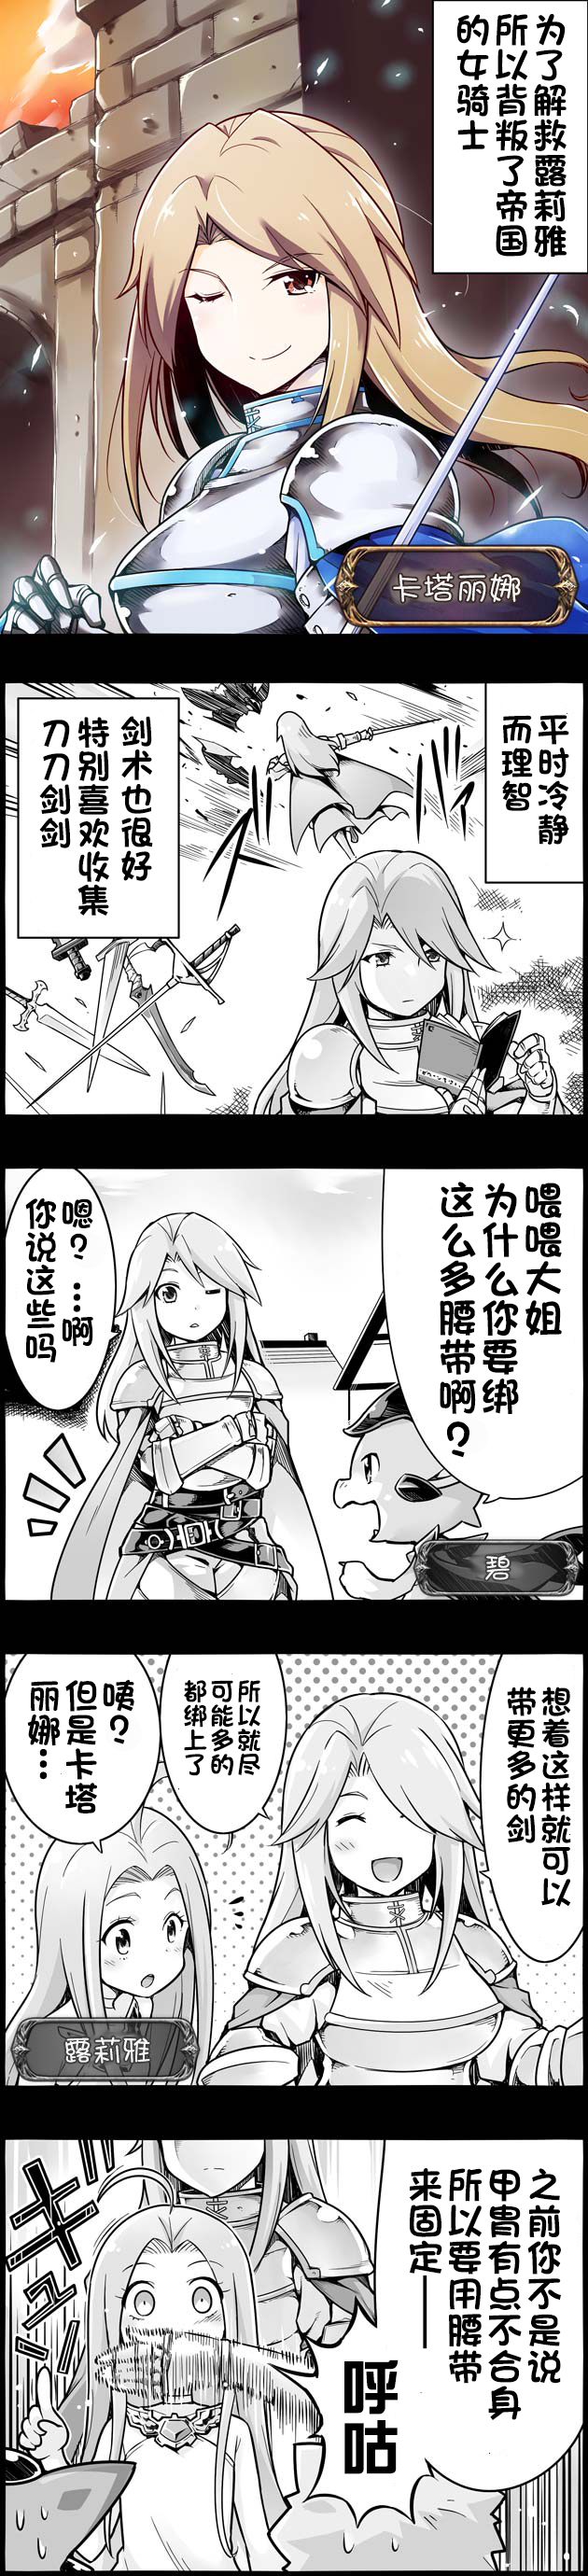 为了解救露莉雅
所以背叛了帝国
的女骑士
卡塔丽娜
平时冷静
而理智
剑术也很好
特别喜欢收集
刀刀剑剑
喂喂大姐
为什么你要绑
这么多腰带啊？
嗯？…啊
你说这些吗
碧
想着这样就可以
带更多的剑
所以就尽
可能多的
都绑上了
咦？
但是卡塔
丽娜…
露莉雅
之前你不是说
甲胄有点不合身
所以要用腰带
来固定——
ギュッ
呼
咕